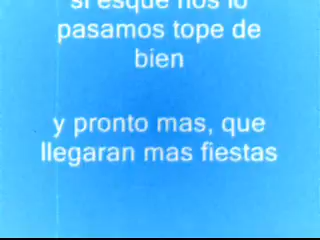 si esque nos lo
pasamos tope de
bien
y pronto mas, que
llegaran mas fiestas